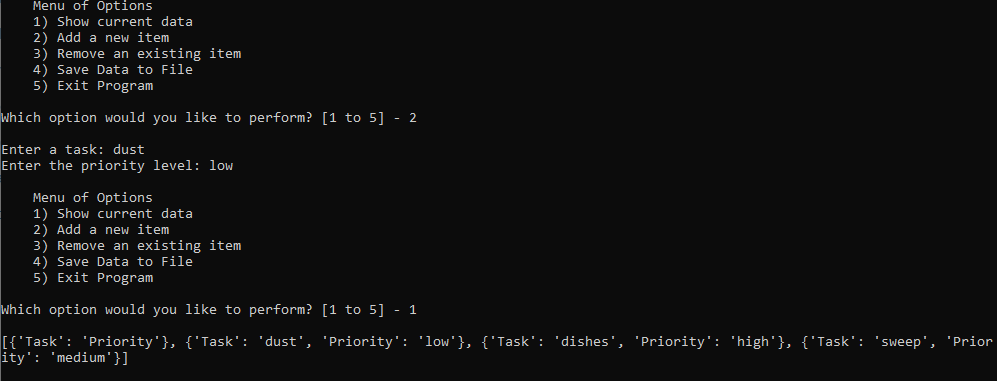 Menu of Options
1) Show current data
2) Add a new item
3) Remove an existing item
4) Save Data to File
5) Exit Program
Which option would you like to perform? [1 to 5] - 2
Enter a task: dust
Enter the priority level: low
Menu of Options
1) Show current data
2) Add a new item
3) Remove an existing item
4) Save Data to File
5) Exit Program
Which option would you like to perform? [1 to 5] - 1
[{'Task': 'Priority'}, {'Task': 'dust', 'Priority': 'low'}, {'Task': 'dishes', 'Priority': 'high'}, {'Task': 'sweep', 'Prior
ity': 'medium'}]